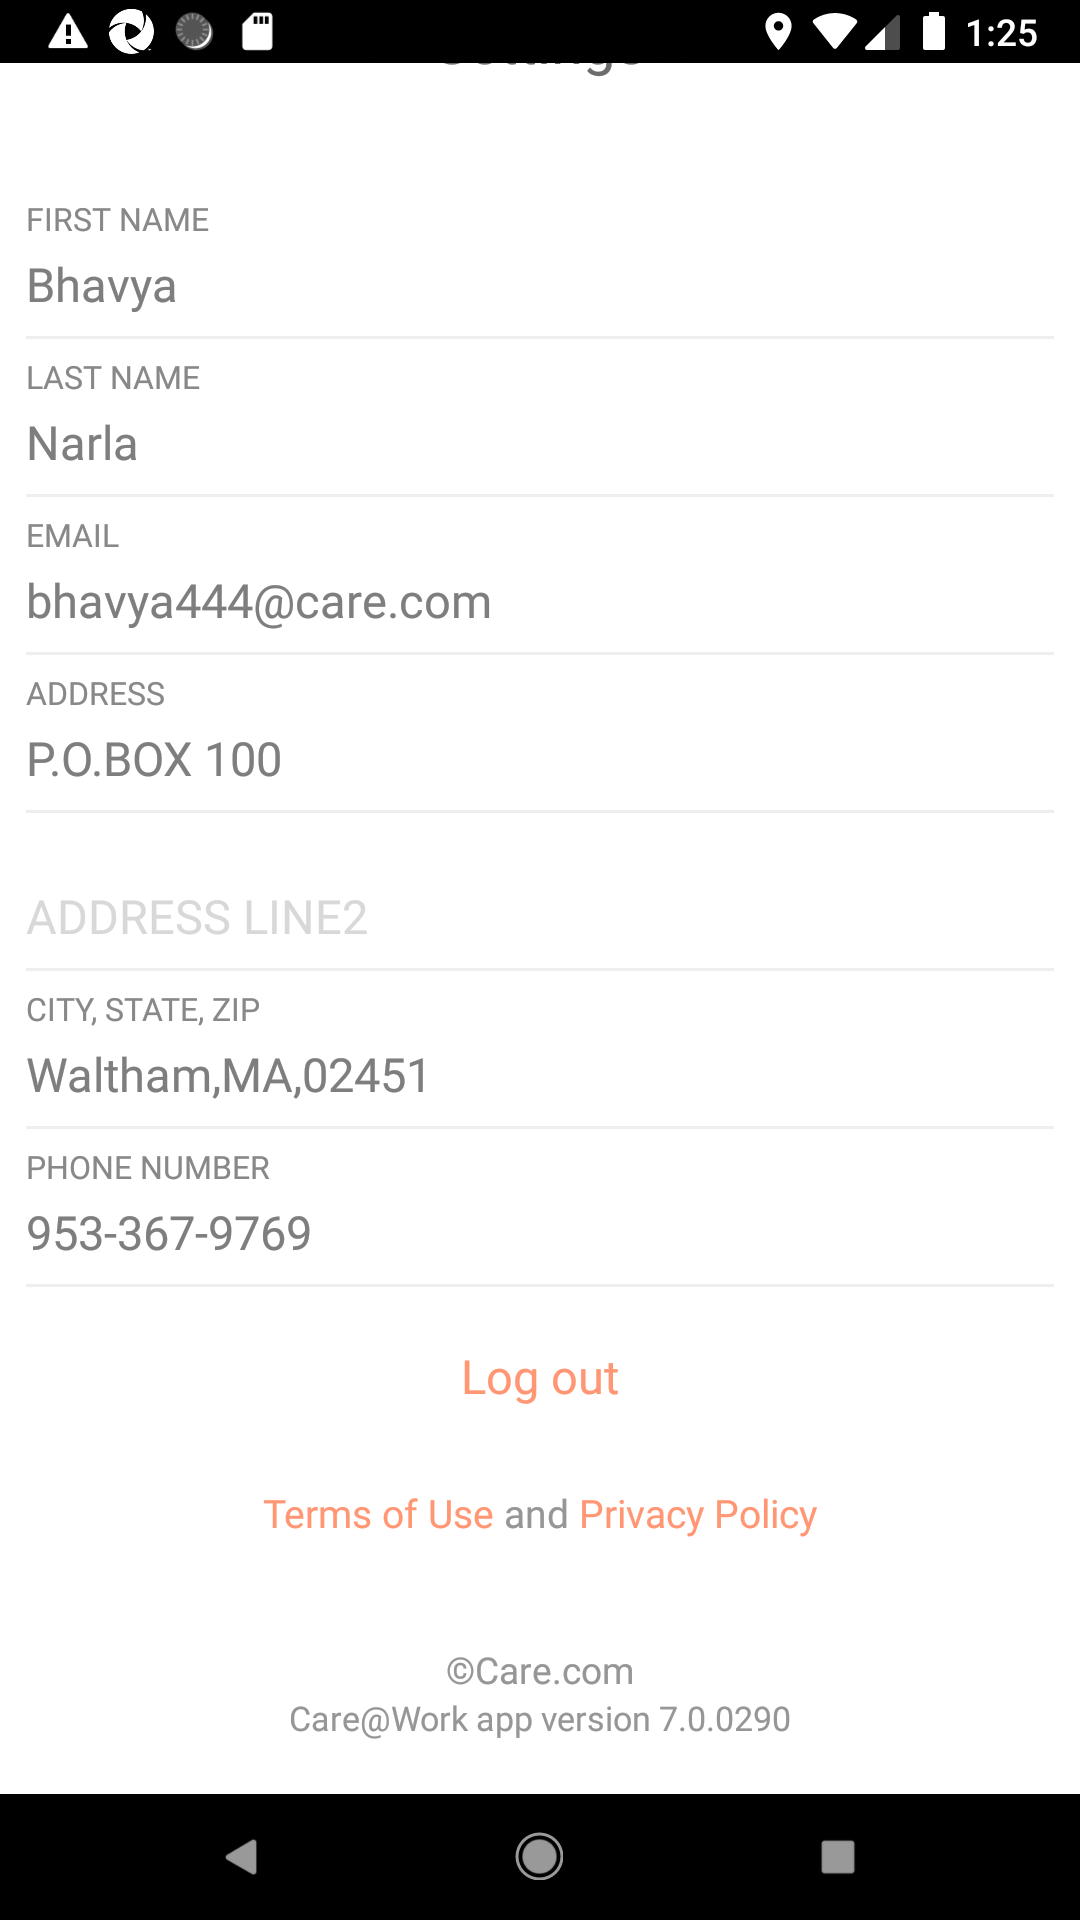 1:25
Settings
FIRST NAME
Bhavya
LAST NAME
Narla
EMAIL
bhavya444@care.com
ADDRESS
P.O.BOX 100
ADDRESS LINE2
CITY, STATE, ZIP
Waltham,MA,02451
PHONE NUMBER
953-367-9769
Log out
Terms of Use and Privacy Policy
©Care.com
Care@Work app version 7.0.0290